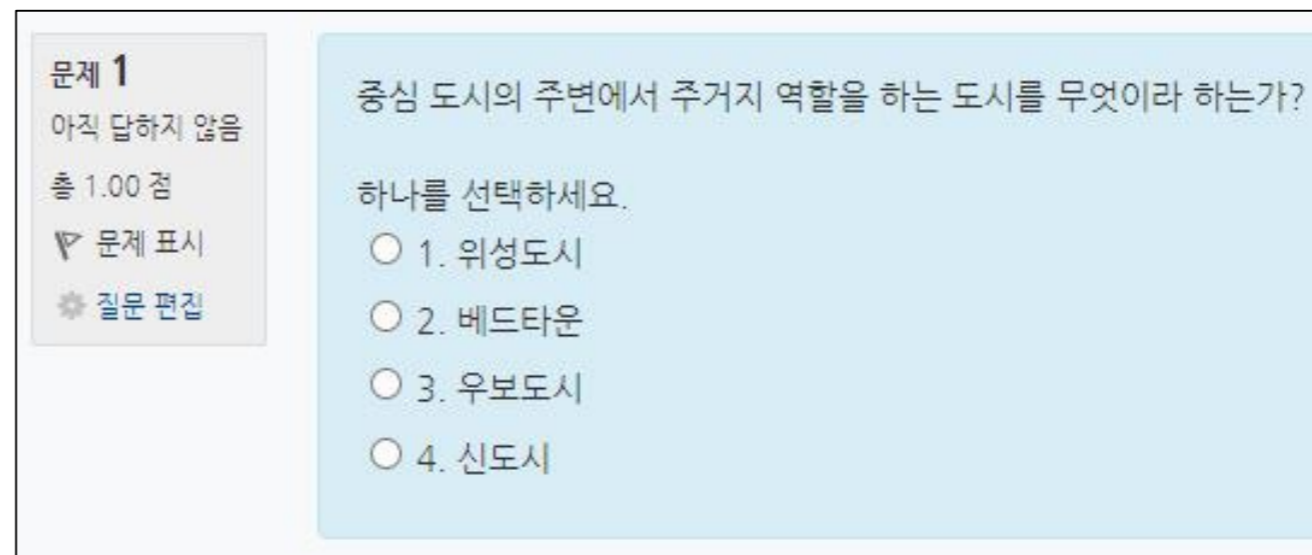 문제 1
아직 답하지 않음
총 1.00 점
문제 표시
질문 편집
중심 도시의 주변에서 주거지 역할을 하는 도시를 무엇이라 하는가?
하나를 선택하세요.
1. 위성도시
2. 베드타운
3. 우보도시
4. 신도시